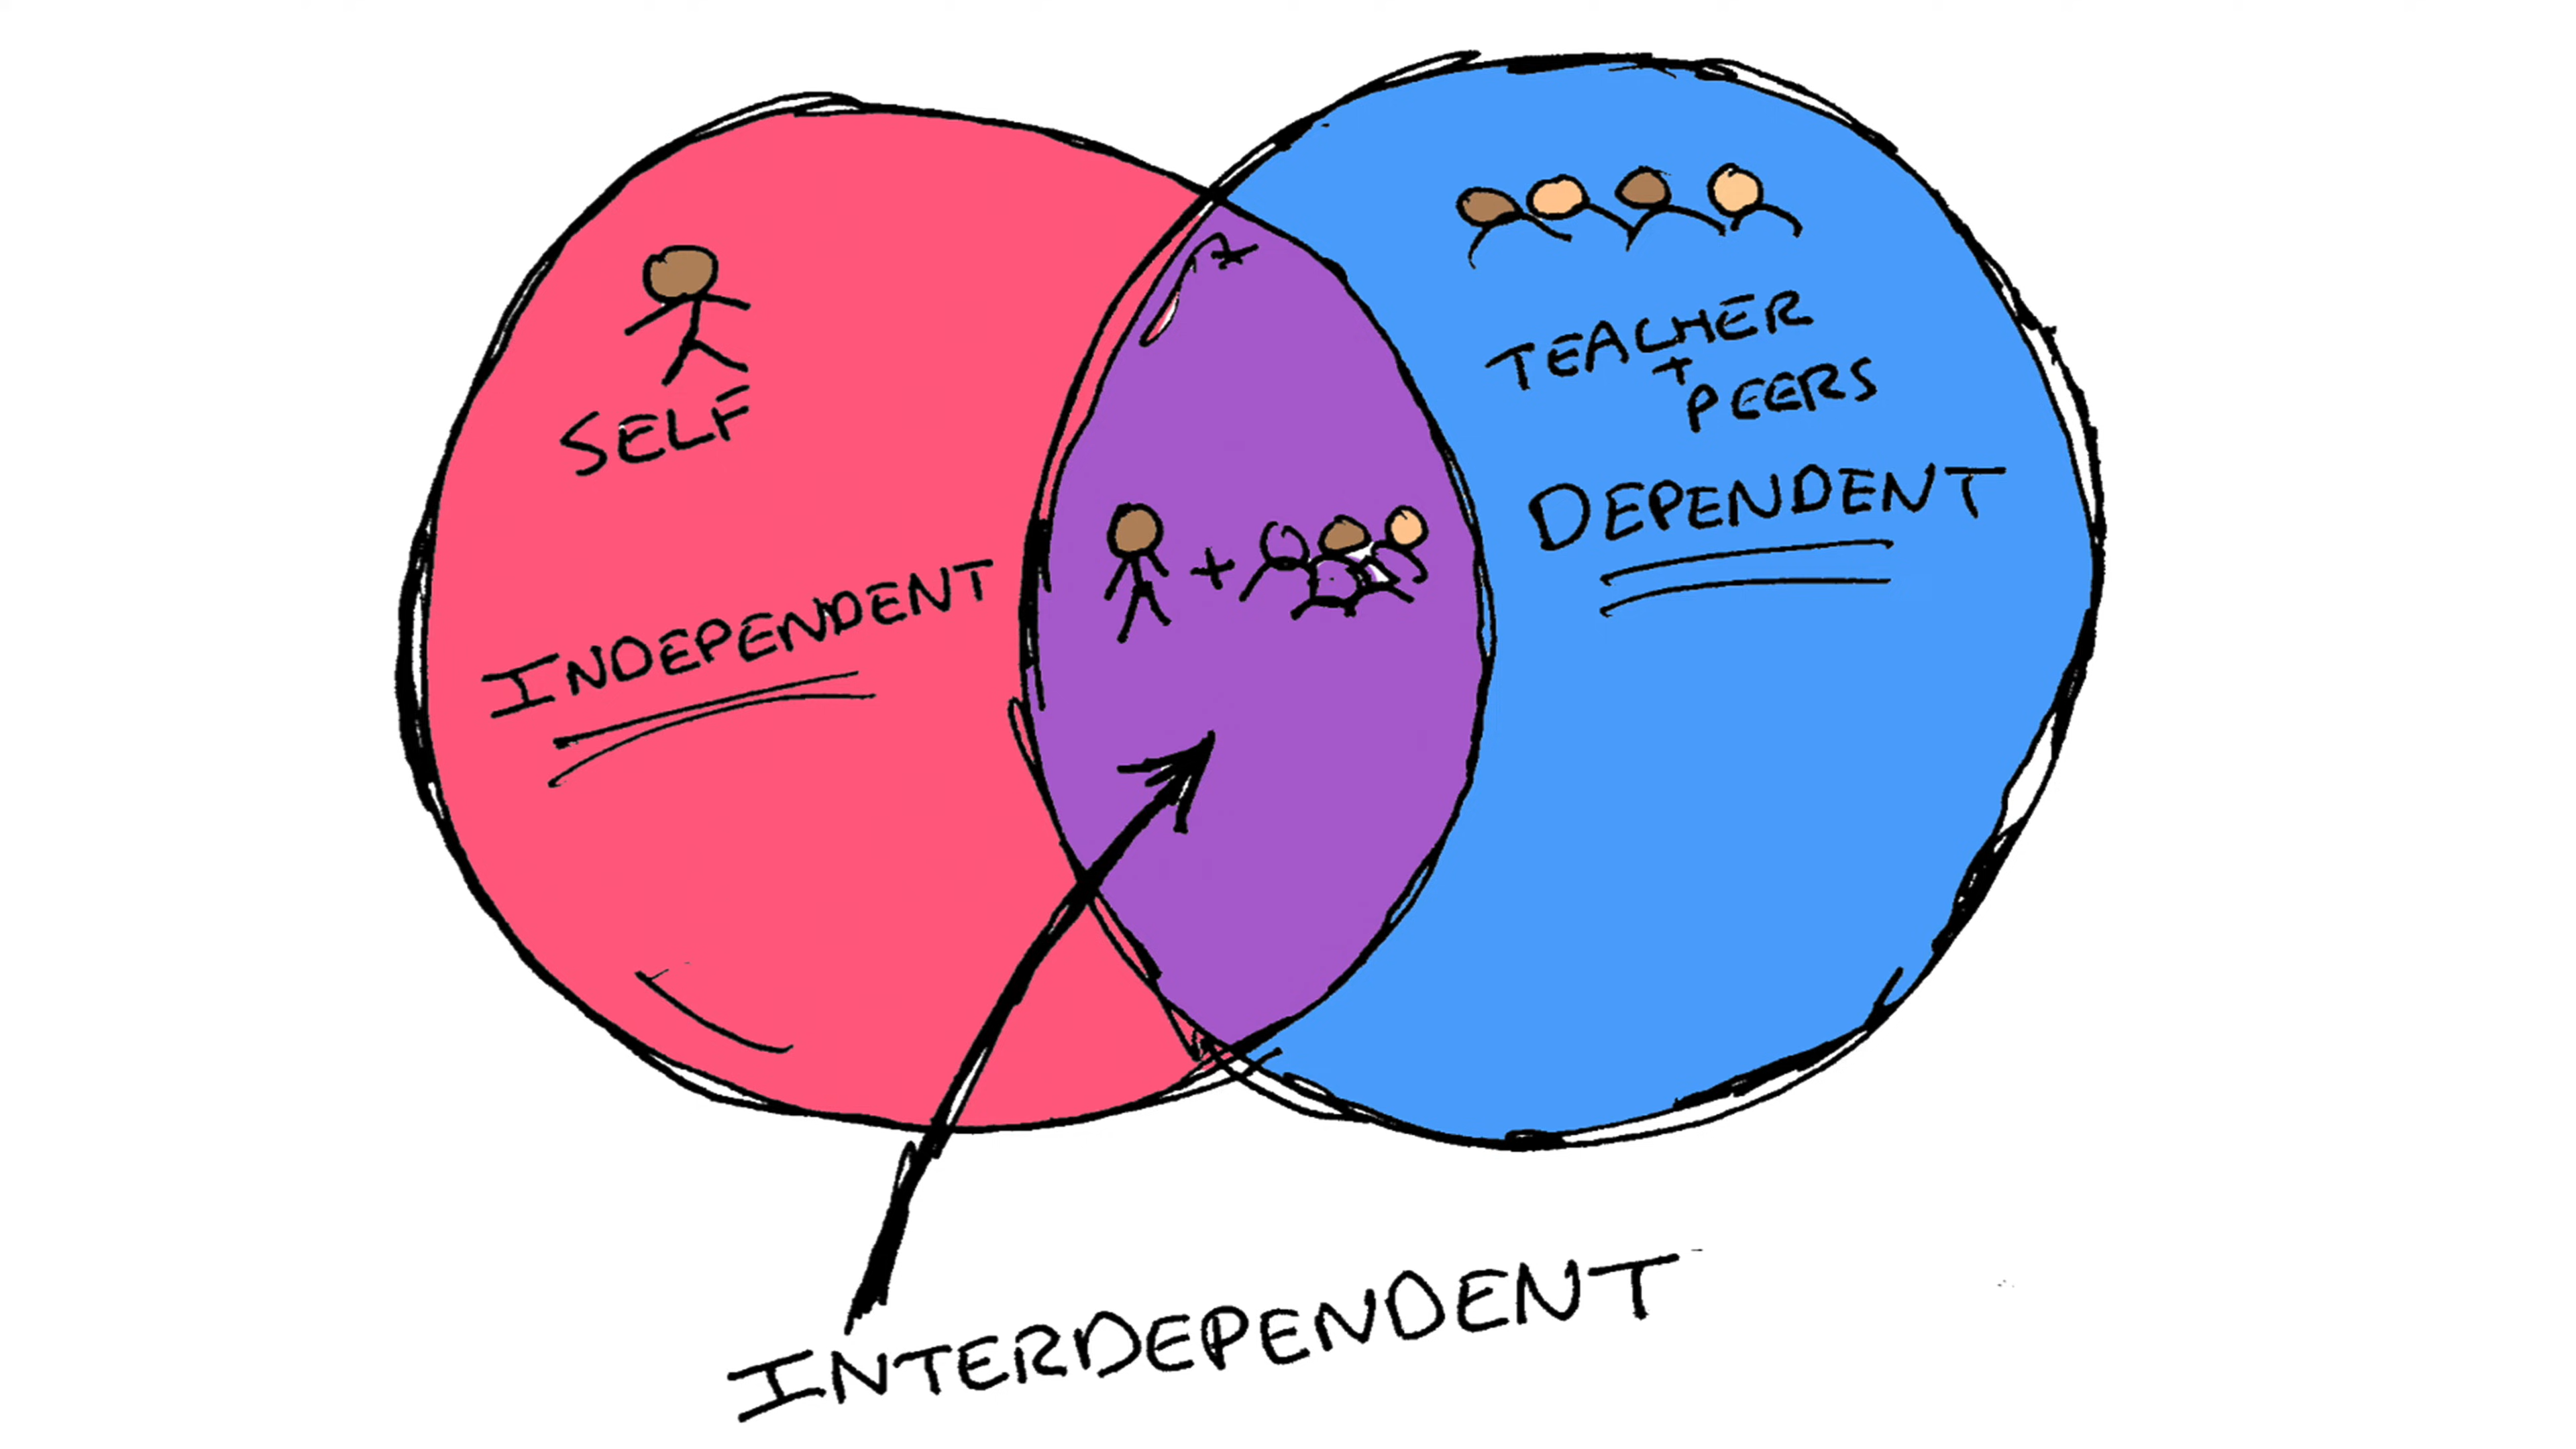 SELF
INDEPENDENT
+
TEACHER
+
PEERS
DEPENDENT
INTERDEPENDENT